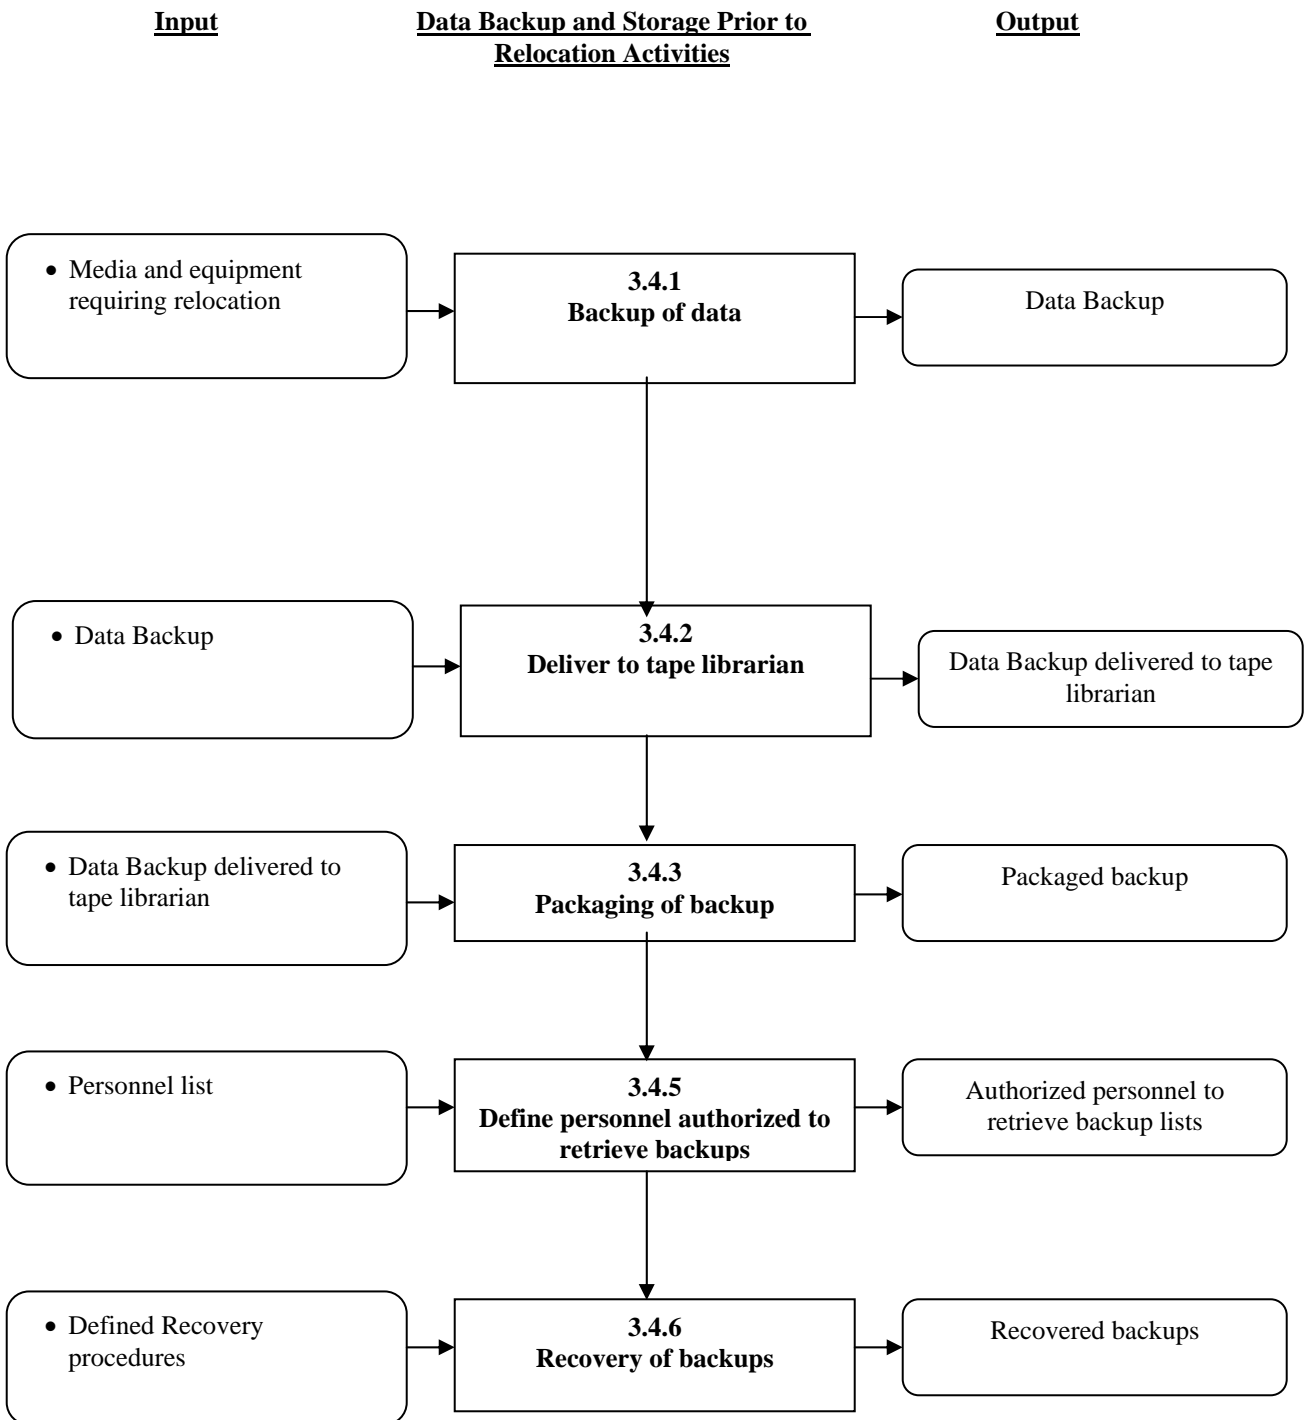 Input
Data Backup and Storage Prior to
Relocation Activities
Output
• Media and equipment
requiring relocation
3.4.1
Backup of data
Data Backup
• Data Backup
3.4.2
Deliver to tape librarian
Data Backup delivered to tape
librarian
• Data Backup delivered to
tape librarian
3.4.3
Packaging of backup
Packaged backup
• Personnel list
3.4.5
Define personnel authorized to
retrieve backups
Authorized personnel to
retrieve backup lists
• Defined Recovery
procedures
3.4.6
Recovery of backups
Recovered backups